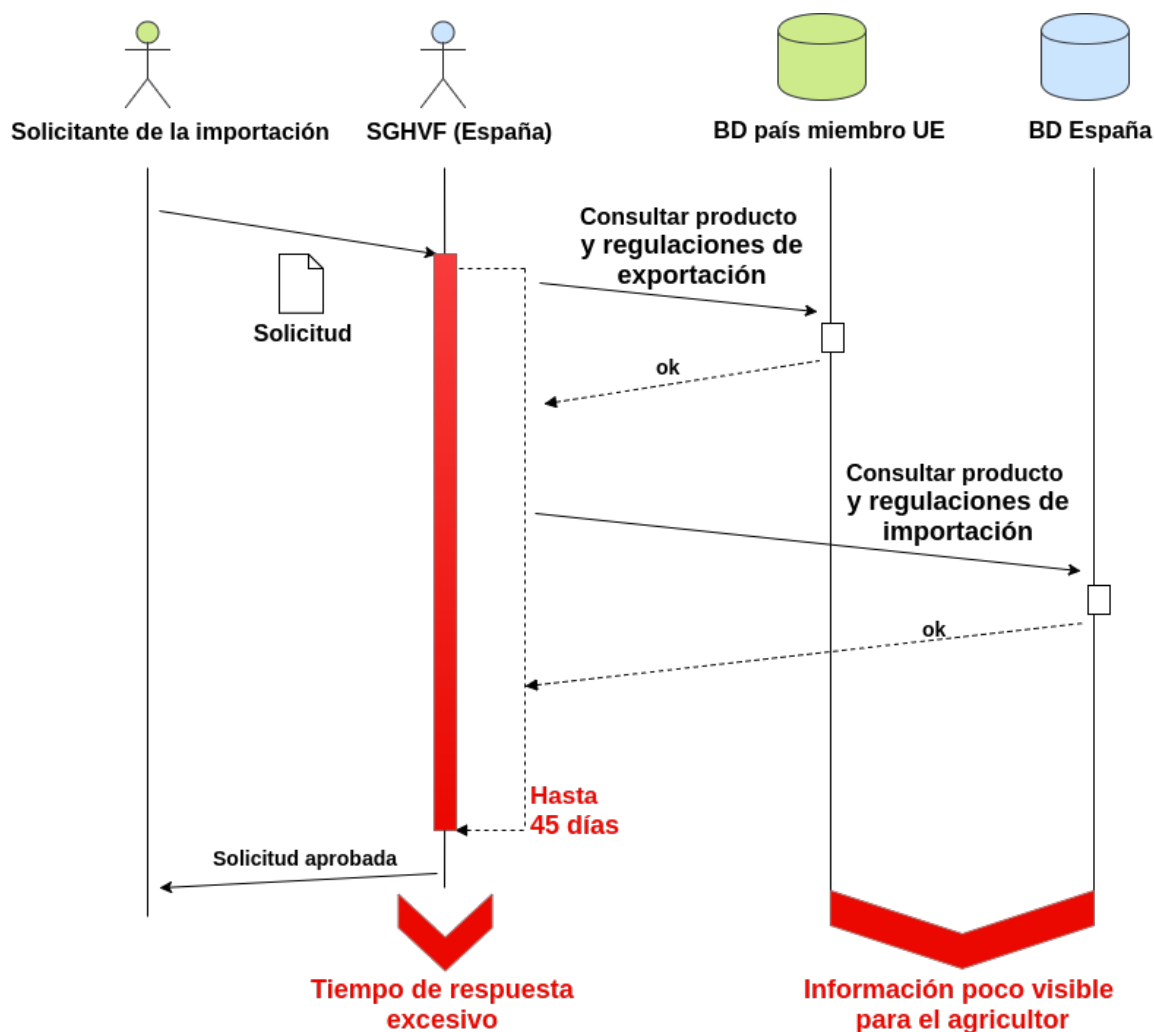 Solicitante de la importación
SGHVF (España)
BD país miembro UE
BD España
Consultar producto
y regulaciones de
exportación
Solicitud
ok
Consultar producto
y regulaciones de
importación
ok
Hasta
45 días
Solicitud aprobada
Tiempo de respuesta
excesivo
Información poco visible
para el agricultor